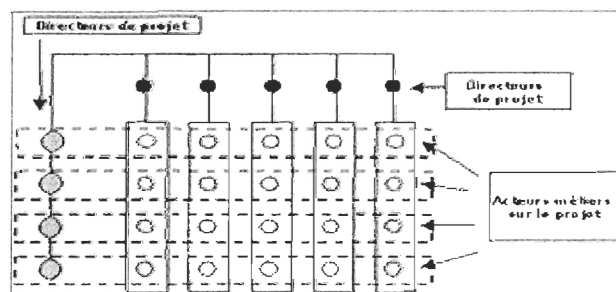 Directeurs de projet
Directeurs
de projet
Acteurs métiers
sur le projet